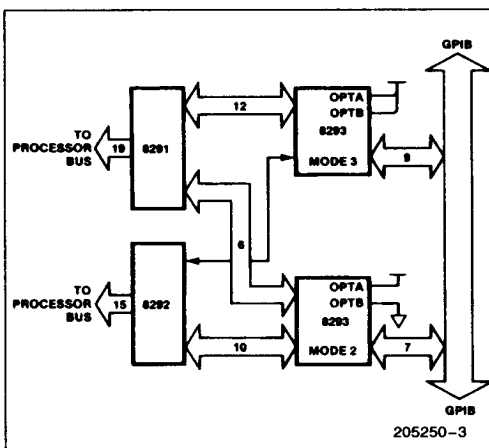 GPIB
12
OPTA
OPTB
8293
MODE 3
TO
PROCESSOR
BUS
19
8291
9
6
TO
PROCESSOR
BUS
15
8292
OPTA
OPTB
8293
MODE 2
10
7
GPIB
205250-3